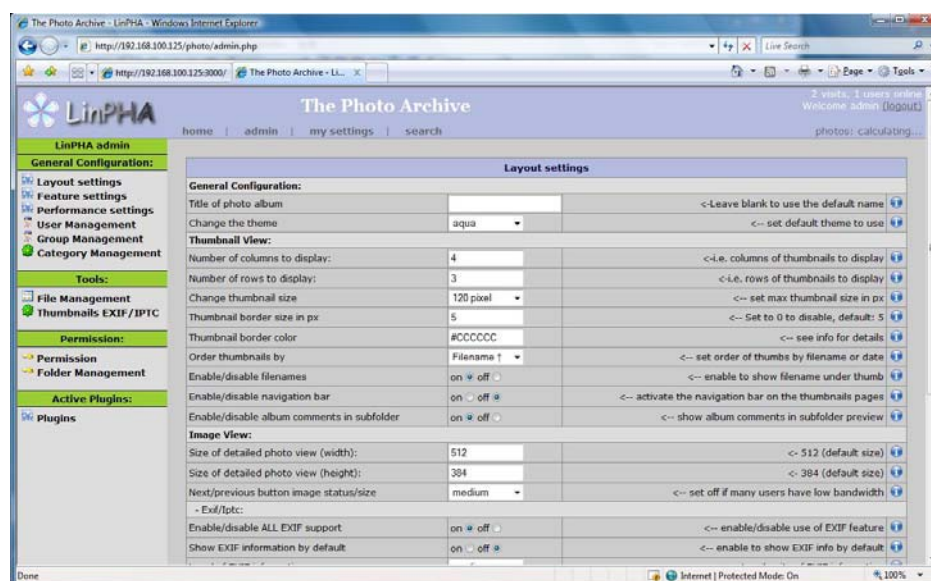 The Photo Archive - LinPHA - Windows Internet Explorer
http://192.168.100.125/photo/admin.php
Live Search
http://192.168.100.125:3000/
The Photo Archive - Li...
Page
Tools
LinPHA
The Photo Archive
2 visits, 1 users online
Welcome admin (logout)
home | admin | my settings | search
photos: calculating...
LinPHA admin
General Configuration:
Layout settings
Feature settings
Performance settings
User Management
Group Management
Category Management
Tools:
File Management
Thumbnails EXIF/IPTC
Permission:
Permission
Folder Management
Active Plugins:
Plugins
Layout settings
General Configuration:
Title of photo album <-Leave blank to use the default name
Change the theme aqua <-- set default theme to use
Thumbnail View:
Number of columns to display: 4 <-i.e. columns of thumbnails to display
Number of rows to display: 3 <-i.e. rows of thumbnails to display
Change thumbnail size 120 pixel <-- set max thumbnail size in px
Thumbnail border size in px 5 <-- Set to 0 to disable, default: 5
Thumbnail border color #CCCCCC <-- see info for details
Order thumbnails by Filename ↑ <-- set order of thumbs by filename or date
Enable/disable filenames on off <-- enable to show filename under thumb
Enable/disable navigation bar on off <-- activate the navigation bar on the thumbnails pages
Enable/disable album comments in subfolder on off <-- show album comments in subfolder preview
Image View:
Size of detailed photo view (width): 512 <- 512 (default size)
Size of detailed photo view (height): 384 <- 384 (default size)
Next/previous button image status/size medium <-- set off if many users have low bandwidth
- Exif/Iptc:
Enable/disable ALL EXIF support on off <-- enable/disable use of EXIF feature
Show EXIF information by default on off <-- enable to show EXIF info by default
Done
Internet | Protected Mode: On
100%